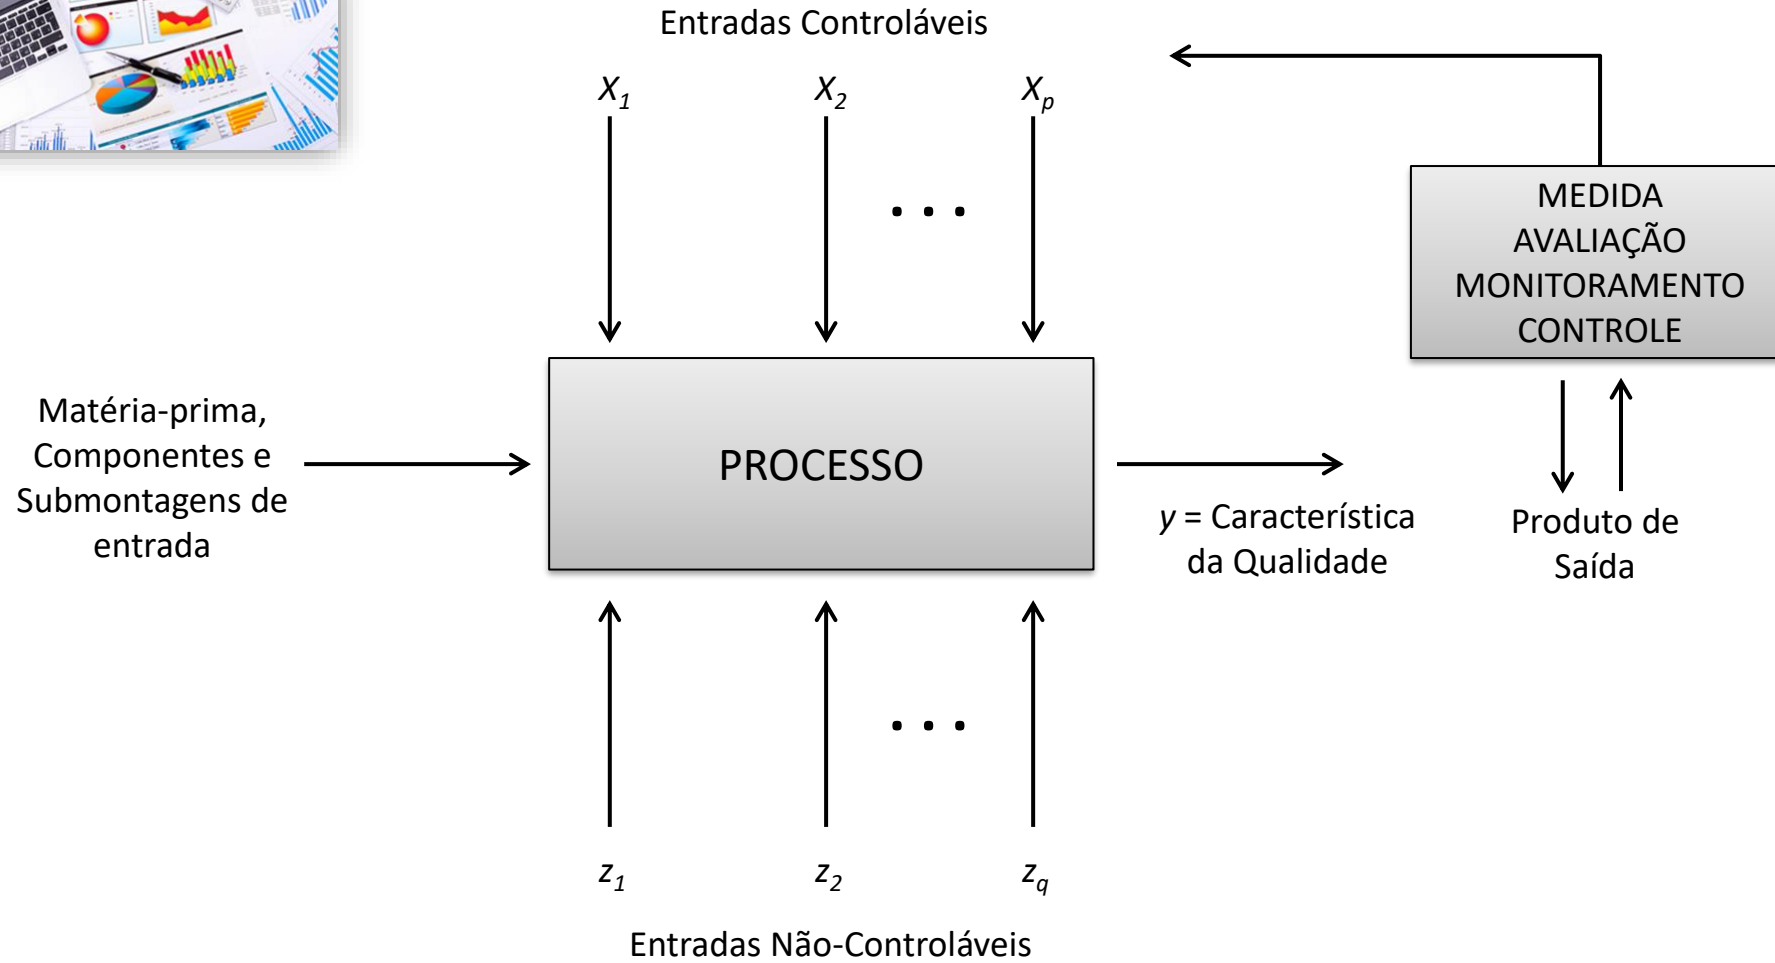 Entradas Controláveis
X1 X2 Xp
. . .
MEDIDA
AVALIAÇÃO
MONITORAMENTO
CONTROLE
Matéria-prima,
Componentes e
Submontagens de
entrada
PROCESSO
y = Característica
da Qualidade
Produto de
Saída
. . .
z1 z2 zq
Entradas Não-Controláveis